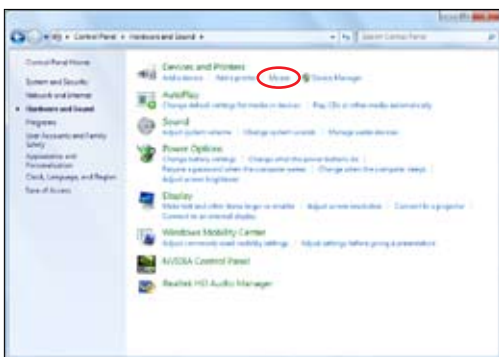 Control Panel ▸ Hardware and Sound ▸
Search Control Panel
Control Panel Home
System and Security
Network and Internet
Hardware and Sound
Programs
User Accounts and Family Safety
Appearance and Personalization
Clock, Language, and Region
Ease of Access
Devices and Printers
Add a device
Add a printer
Mouse
Device Manager
AutoPlay
Change default settings for media or devices
Play CDs or other media automatically
Sound
Adjust system volume
Change system sounds
Manage audio devices
Power Options
Change battery settings
Change what the power buttons do
Require a password when the computer wakes
Change when the computer sleeps
Adjust screen brightness
Display
Make text and other items larger or smaller
Adjust screen resolution
Connect to a projector
Connect to an external display
Windows Mobility Center
Adjust commonly used mobility settings
Adjust settings before giving a presentation
NVIDIA Control Panel
Realtek HD Audio Manager